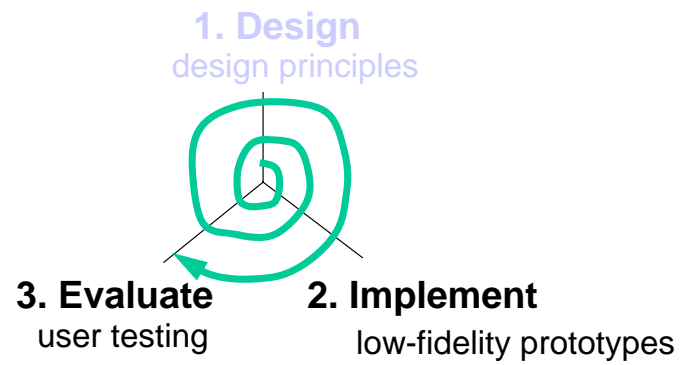 1. Design
design principles
3. Evaluate
user testing
2. Implement
low-fidelity prototypes